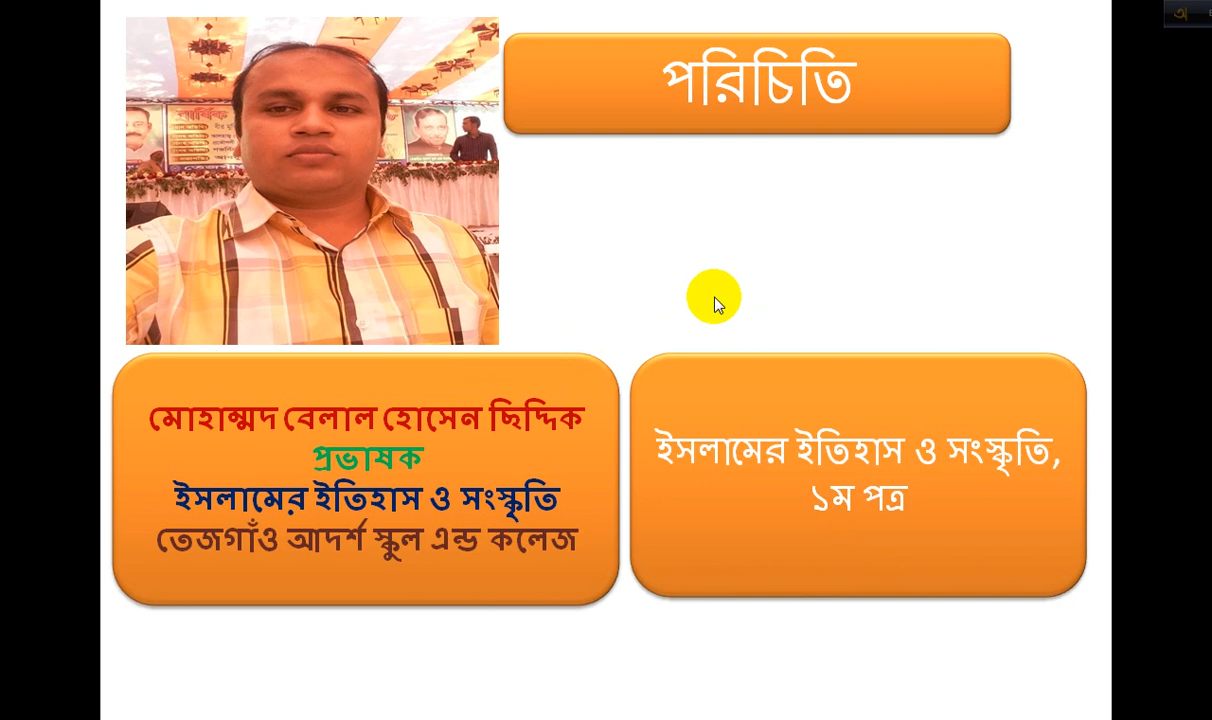 পরিচিতি
বার্ষিক
মোহাম্মদ বেলাল হোসেন ছিদ্দিক
প্রভাষক
ইসলামের ইতিহাস ও সংস্কৃতি
তেজগাঁও আদর্শ স্কুল এন্ড কলেজ
ইসলামের ইতিহাস ও সংস্কৃতি,
১ম পত্র
অ